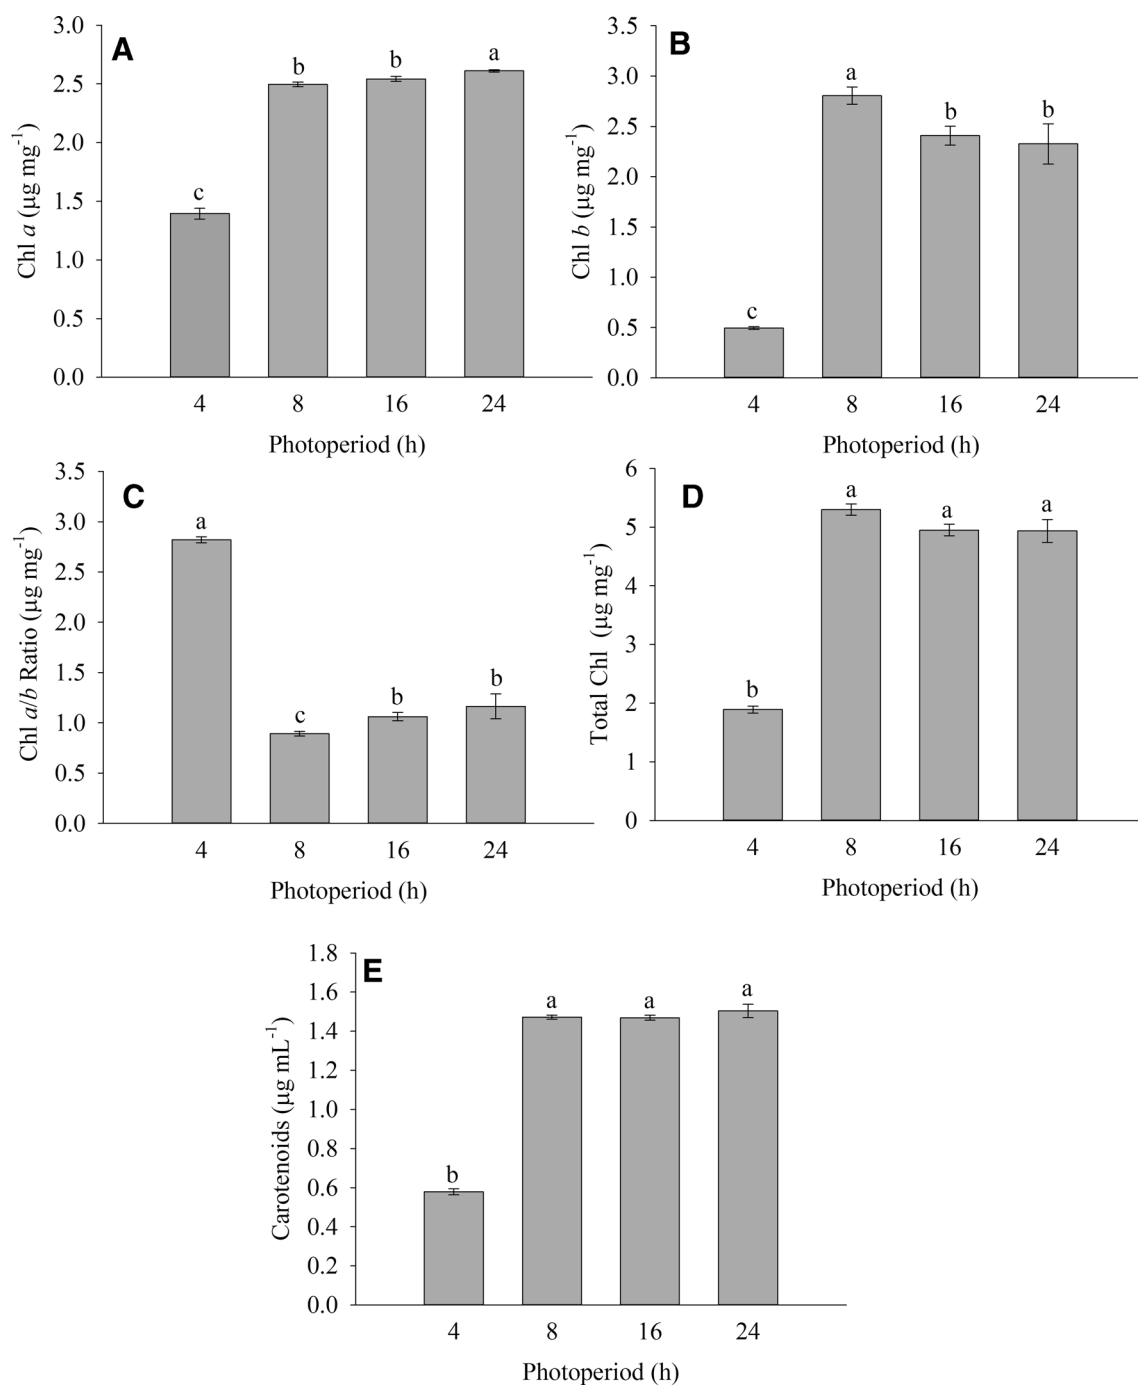 A
Chl a (µg mg-1)
3.0
2.5
2.0
1.5
1.0
0.5
0.0
c
b
b
a
4 8 16 24
Photoperiod (h)
B
Chl b (µg mg-1)
3.5
3.0
2.5
2.0
1.5
1.0
0.5
0.0
c
a
b
b
4 8 16 24
Photoperiod (h)
C
Chl a/b Ratio (µg mg-1)
3.5
3.0
2.5
2.0
1.5
1.0
0.5
0.0
a
c
b
b
4 8 16 24
Photoperiod (h)
D
Total Chl (µg mg-1)
6
5
4
3
2
1
0
b
a
a
a
4 8 16 24
Photoperiod (h)
E
Carotenoids (µg mL-1)
1.8
1.6
1.4
1.2
1.0
0.8
0.6
0.4
0.2
0.0
b
a
a
a
4 8 16 24
Photoperiod (h)